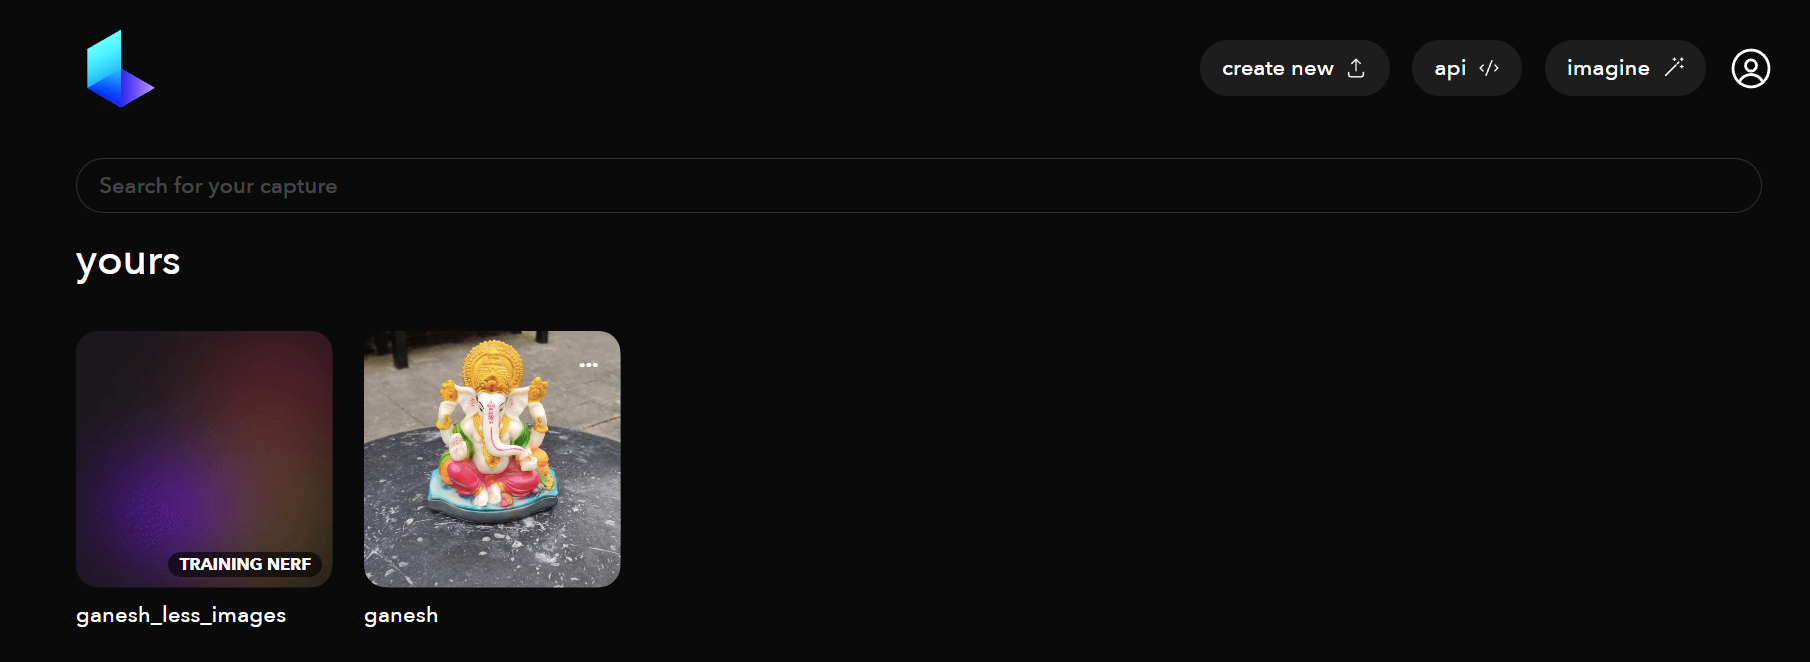 create new
api </>
imagine
Search for your capture
yours
TRAINING NERF
ganesh_less_images
ganesh